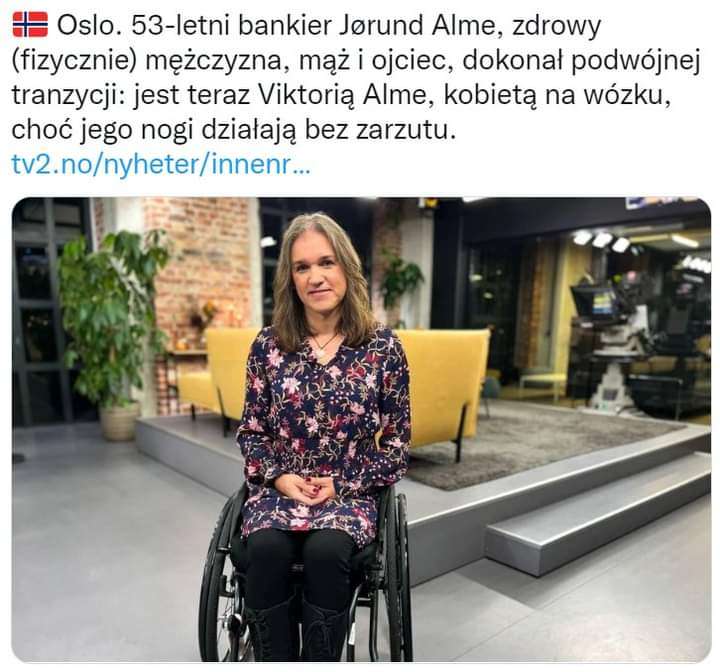 🇳🇴 Oslo. 53-letni bankier Jørund Alme, zdrowy
(fizycznie) mężczyzna, mąż i ojciec, dokonał podwójnej
tranzycji: jest teraz Viktorią Alme, kobietą na wózku,
choć jego nogi działają bez zarzutu.
tv2.no/nyheter/innenr...